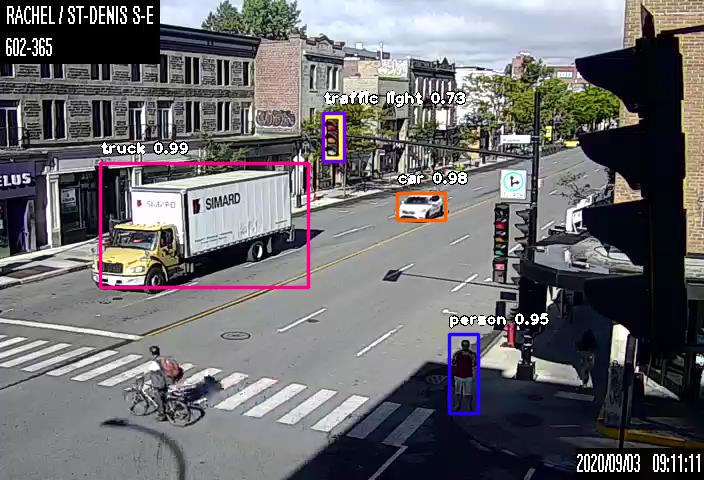 RACHEL / ST-DENIS S-E
602-365
traffic light 0.73
truck 0.99
car 0.98
ELUS
SIMARD
SIMARD
person 0.95
2020/09/03 09:11:11